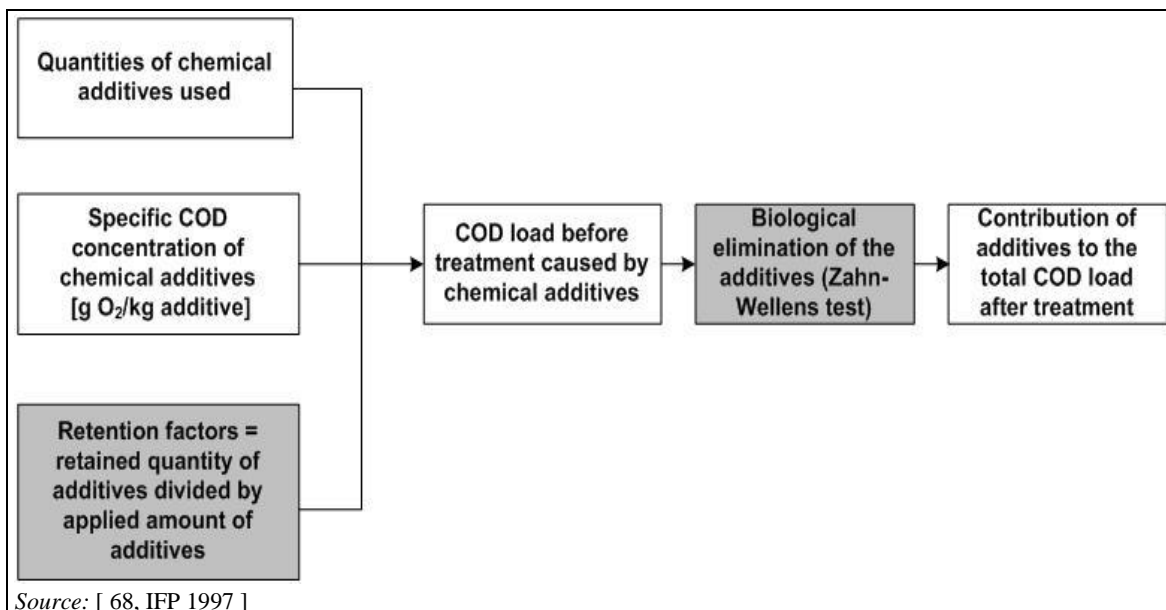 Quantities of chemical
additives used
Specific COD
concentration of
chemical additives
[g O₂/kg additive]
Retention factors =
retained quantity of
additives divided by
applied amount of
additives
COD load before
treatment caused by
chemical additives
Biological
elimination of the
additives (Zahn-
Wellens test)
Contribution of
additives to the
total COD load
after treatment
Source: [ 68, IFP 1997 ]